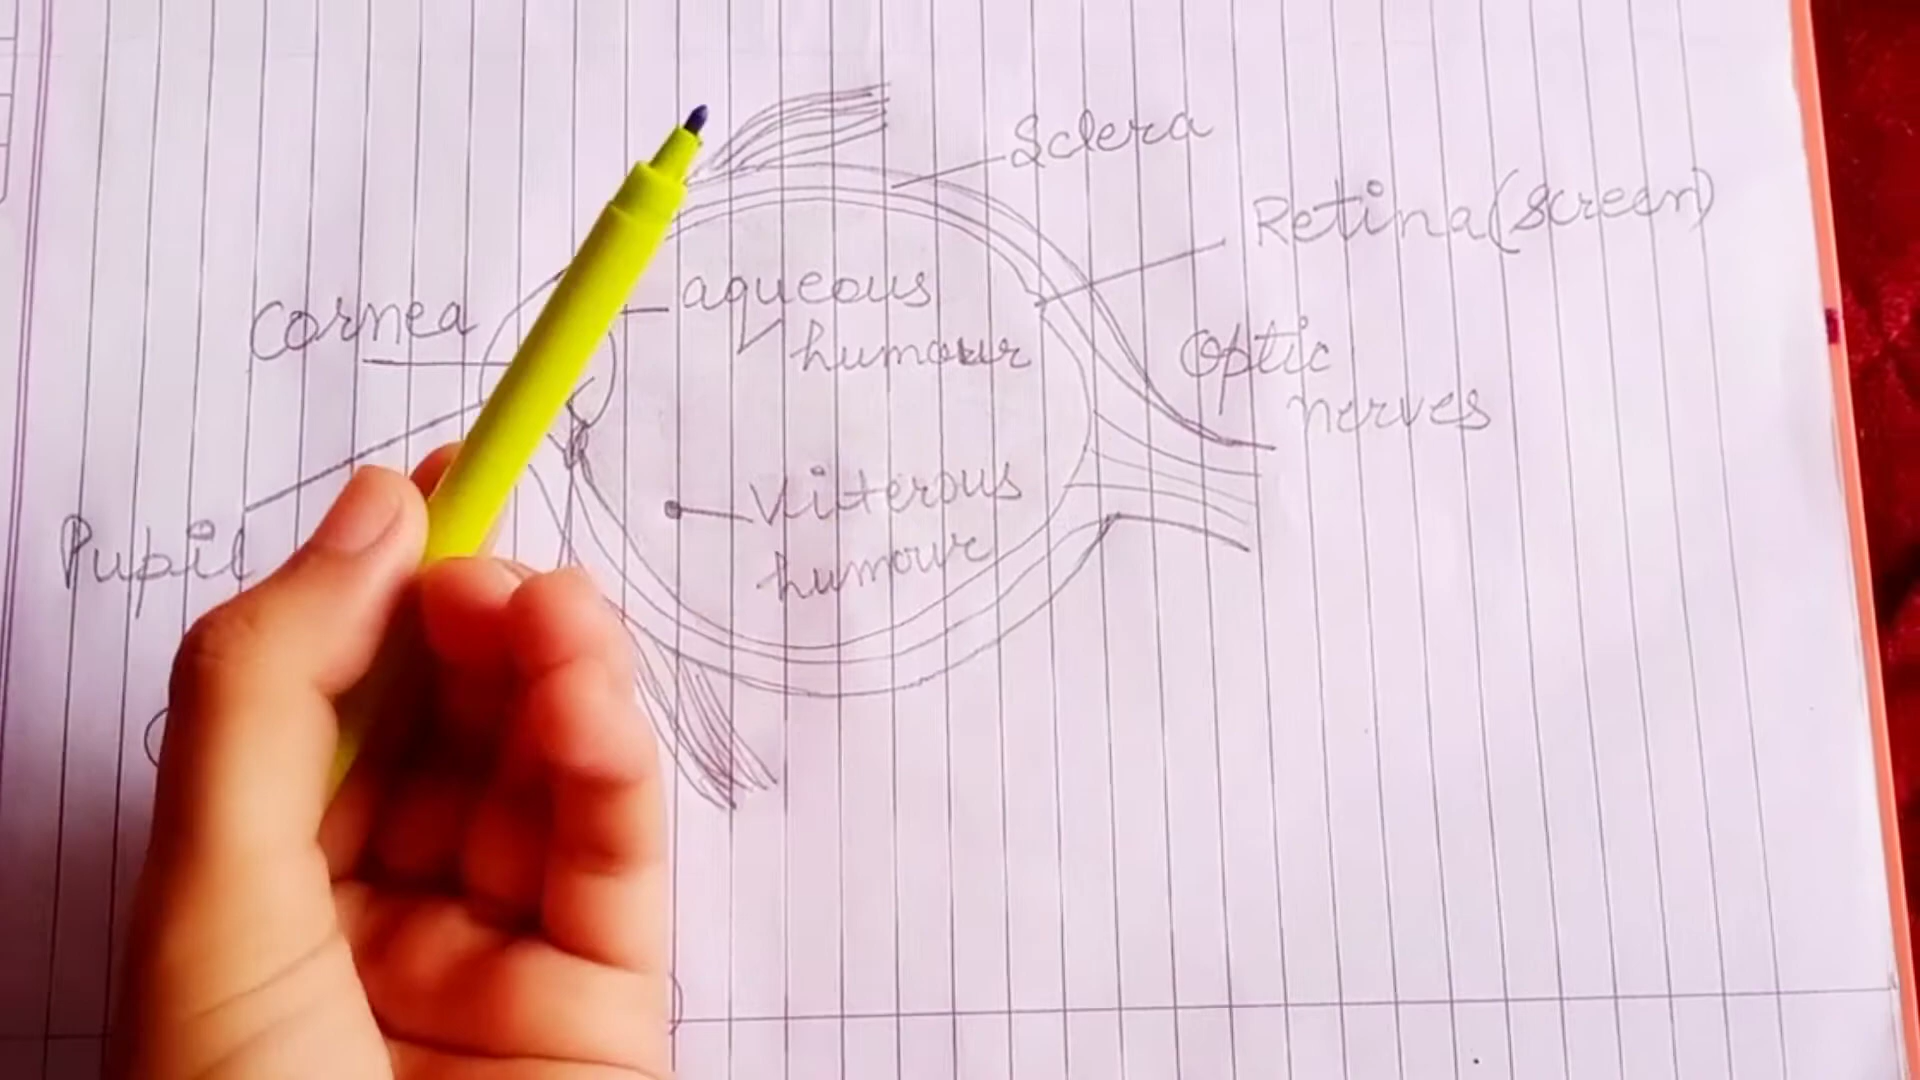 Sclera
Retina (Screen)
Cornea
aqueous
humour
Optic
nerves
Viterous
humour
Pupil